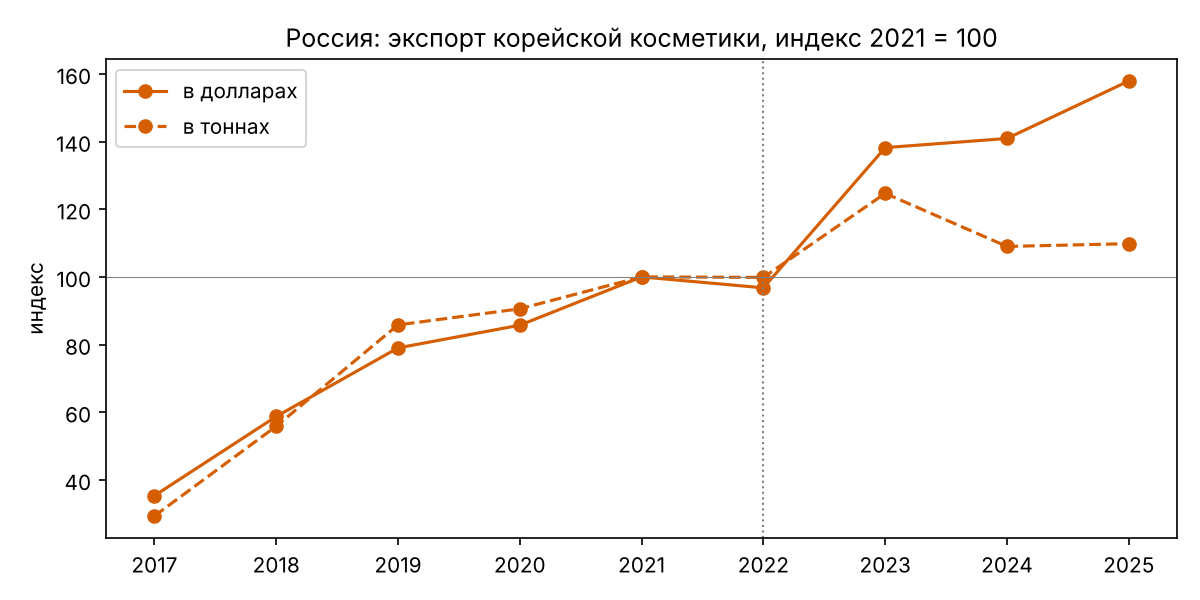 Россия: экспорт корейской косметики, индекс 2021 = 100
в долларах
в тоннах
индекс
160
140
120
100
80
60
40
2017 2018 2019 2020 2021 2022 2023 2024 2025